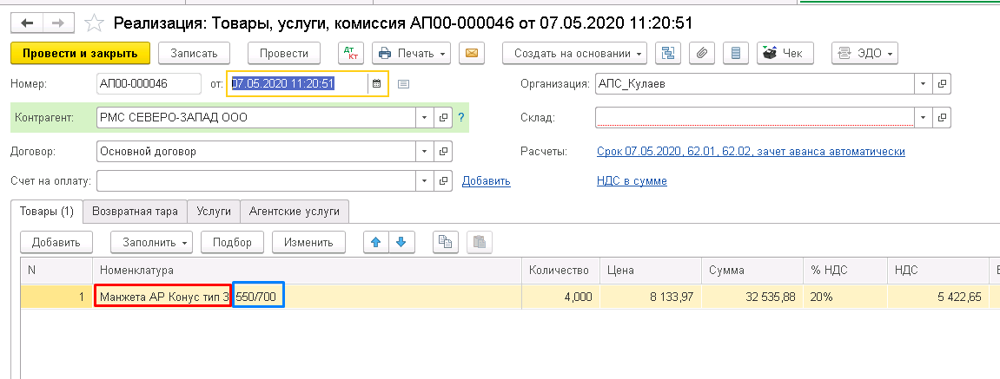 Реализация: Товары, услуги, комиссия АП00-000046 от 07.05.2020 11:20:51
Провести и закрыть Записать Провести Дт Кт Печать Создать на основании Чек ЭДО
Номер: АП00-000046 от: 07.05.2020 11:20:51 Организация: АПС_Кулаев
Контрагент: РМС СЕВЕРО-ЗАПАД ООО ? Склад:
Договор: Основной договор Расчеты: Срок 07.05.2020, 62.01, 62.02, зачет аванса автоматически
Счет на оплату: Добавить НДС в сумме
Товары (1) Возвратная тара Услуги Агентские услуги
Добавить Заполнить Подбор Изменить
N Номенклатура Количество Цена Сумма % НДС НДС
1 Манжета АР Конус тип 3 550/700 4,000 8 133,97 32 535,88 20% 5 422,65